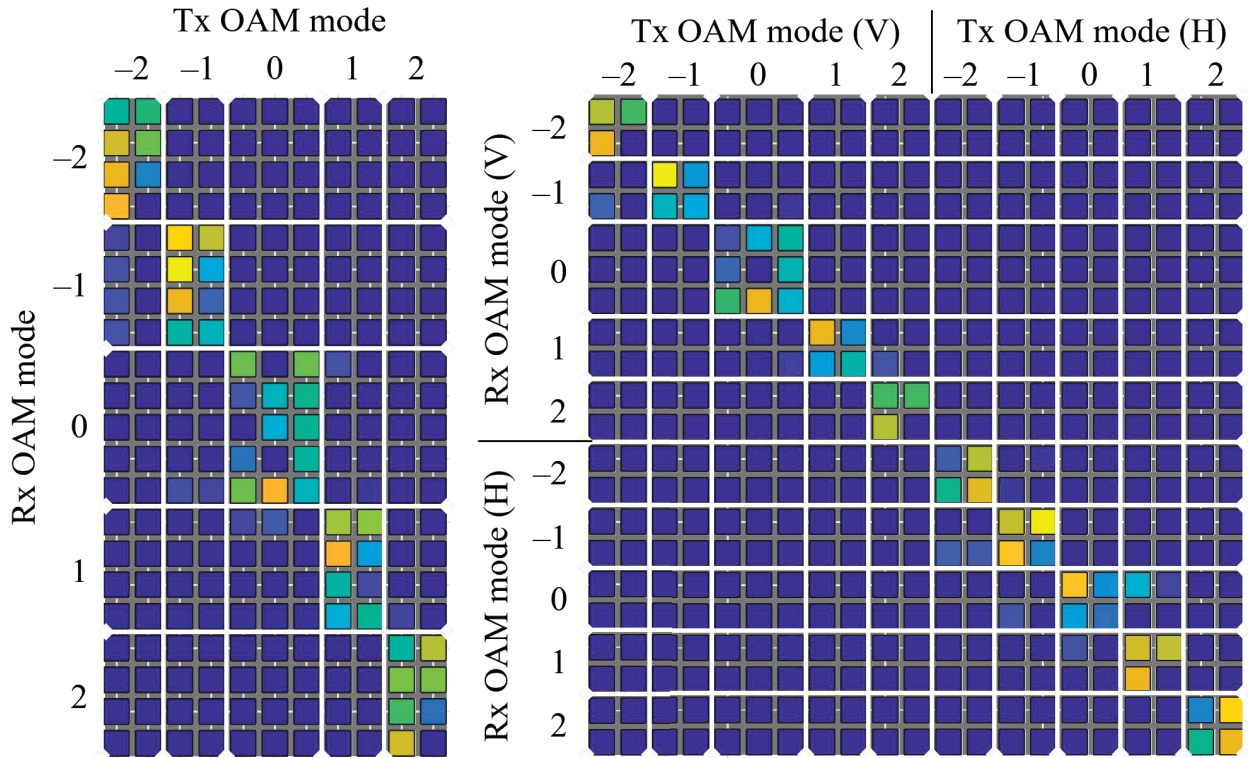 Tx OAM mode
–2 –1 0 1 2
Rx OAM mode
–2
–1
0
1
2
Tx OAM mode (V)
Tx OAM mode (H)
–2 –1 0 1 2 –2 –1 0 1 2
Rx OAM mode (V)
–2
–1
0
1
2
Rx OAM mode (H)
–2
–1
0
1
2